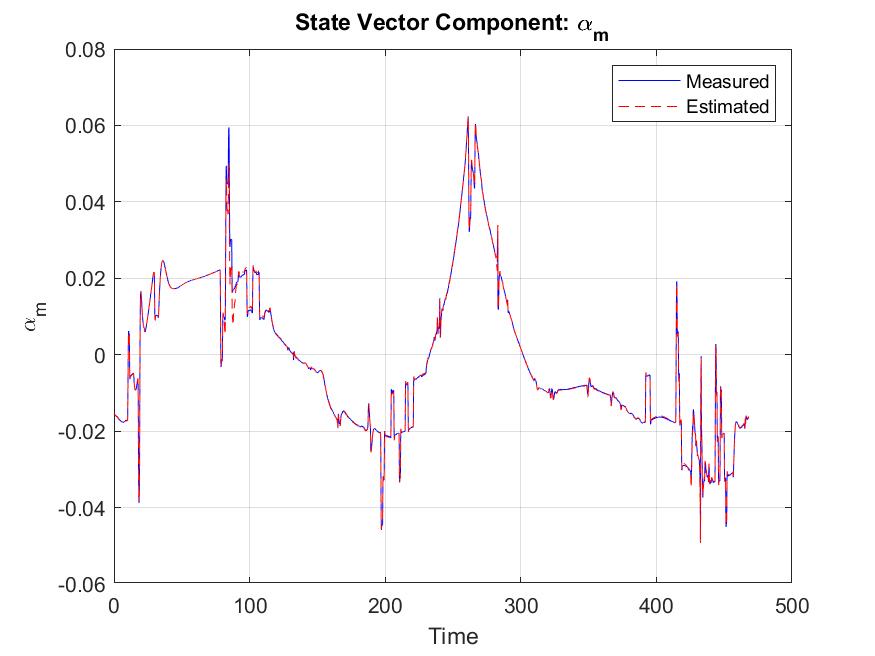 State Vector Component: αm
Measured
Estimated
0.08
0.06
0.04
0.02
0
-0.02
-0.04
-0.06
αm
0 100 200 300 400 500
Time